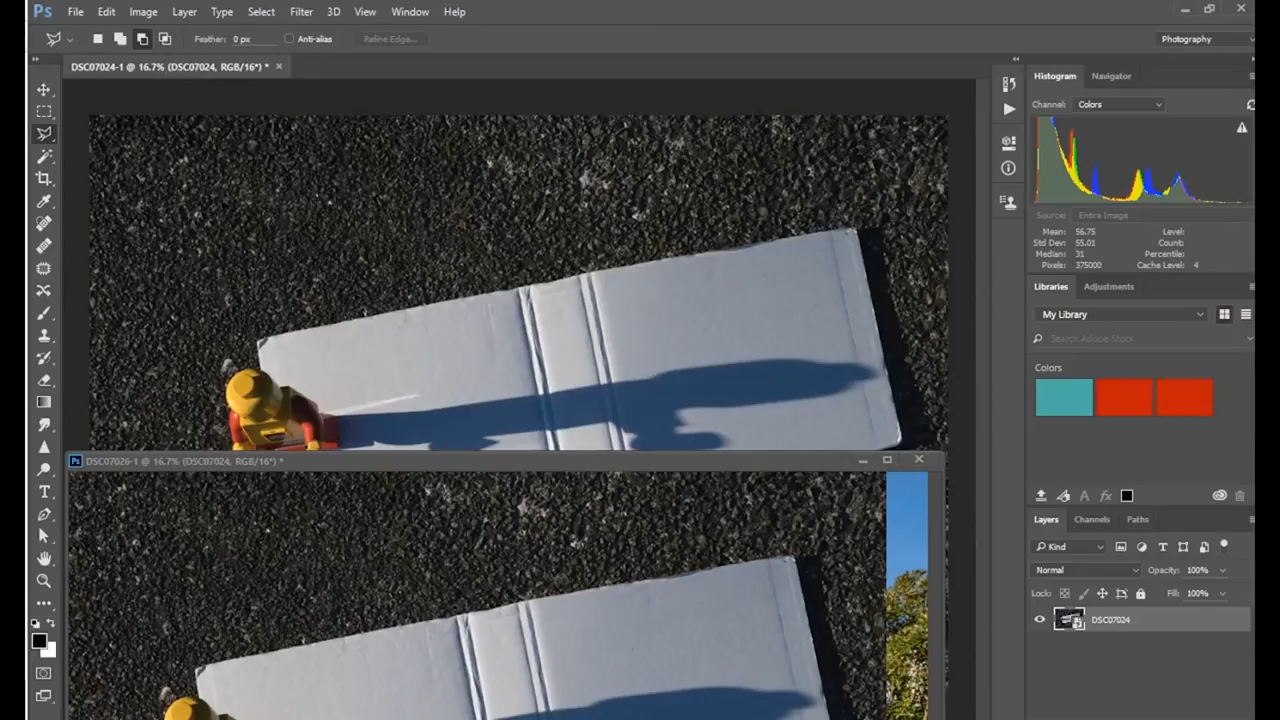 Ps File Edit Image Layer Type Select Filter 3D View Window Help
Feather: 0 px Anti-alias Refine Edge... Photography
DSC07024-1 @ 16.7% (DSC07024, RGB/16*) * ×
Histogram Navigator
Channel: Colors
Source: Entire Image
Mean: 56.75 Level:
Std Dev: 55.01 Count:
Median: 31 Percentile:
Pixels: 375000 Cache Level: 4
Libraries Adjustments
My Library
Search Adobe Stock
Colors
Ps DSC07026-1 @ 16.7% (DSC07024, RGB/16*) *
Layers Channels Paths
Kind
Normal Opacity: 100%
Lock: Fill: 100%
DSC07024